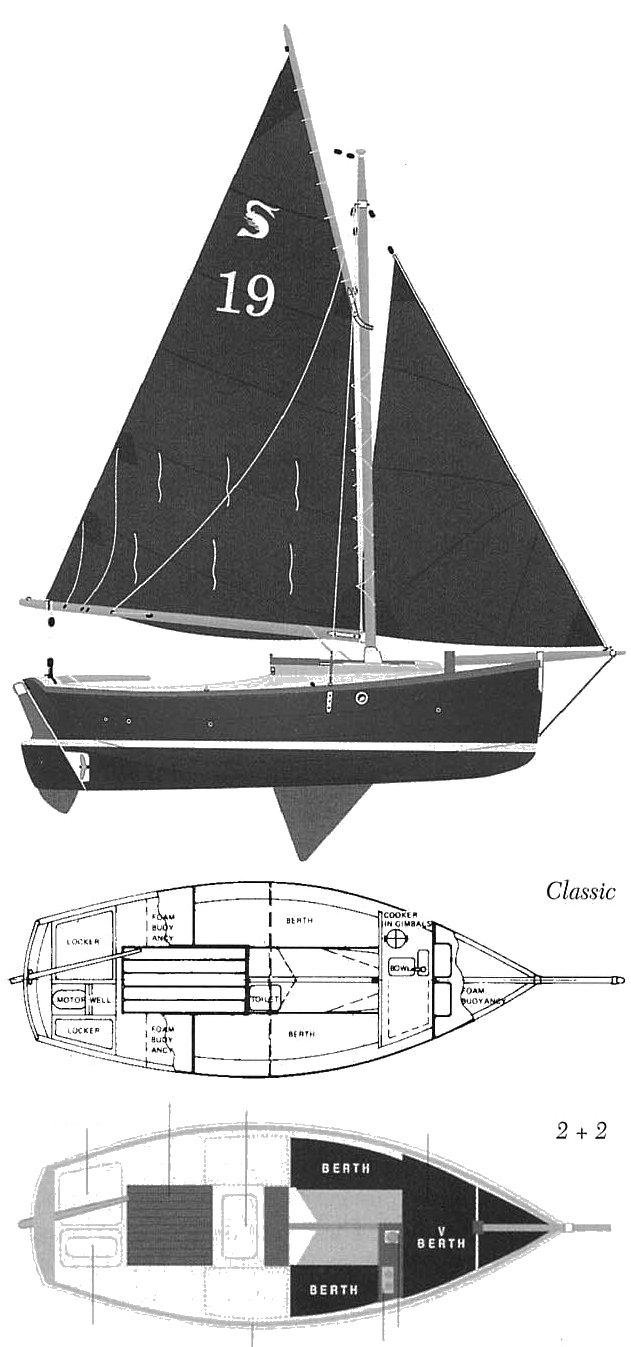 S
19
Classic
FOAM
BUOY
ANCY
BERTH
COOKER
IN GIMBALS
LOCKER
BOWL
MOTOR WELL
TOILET
FOAM
BUOYANCY
LOCKER
FOAM
BUOY
ANCY
BERTH
2 + 2
BERTH
V
BERTH
BERTH